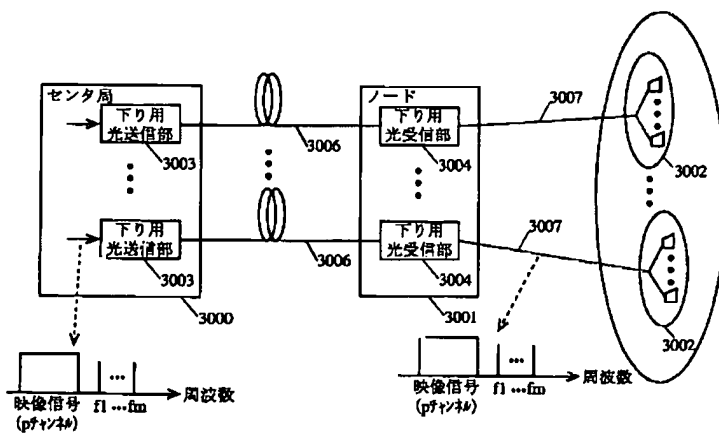 センタ局
下り用
光送信部
3003
下り用
光送信部
3003
3000
3006
3006
ノード
下り用
光受信部
3004
下り用
光受信部
3004
3001
3007
3007
3002
3002
映像信号
(pチャンネル)
f1 ... fm
周波数
映像信号
(pチャンネル)
f1 ... fm
周波数